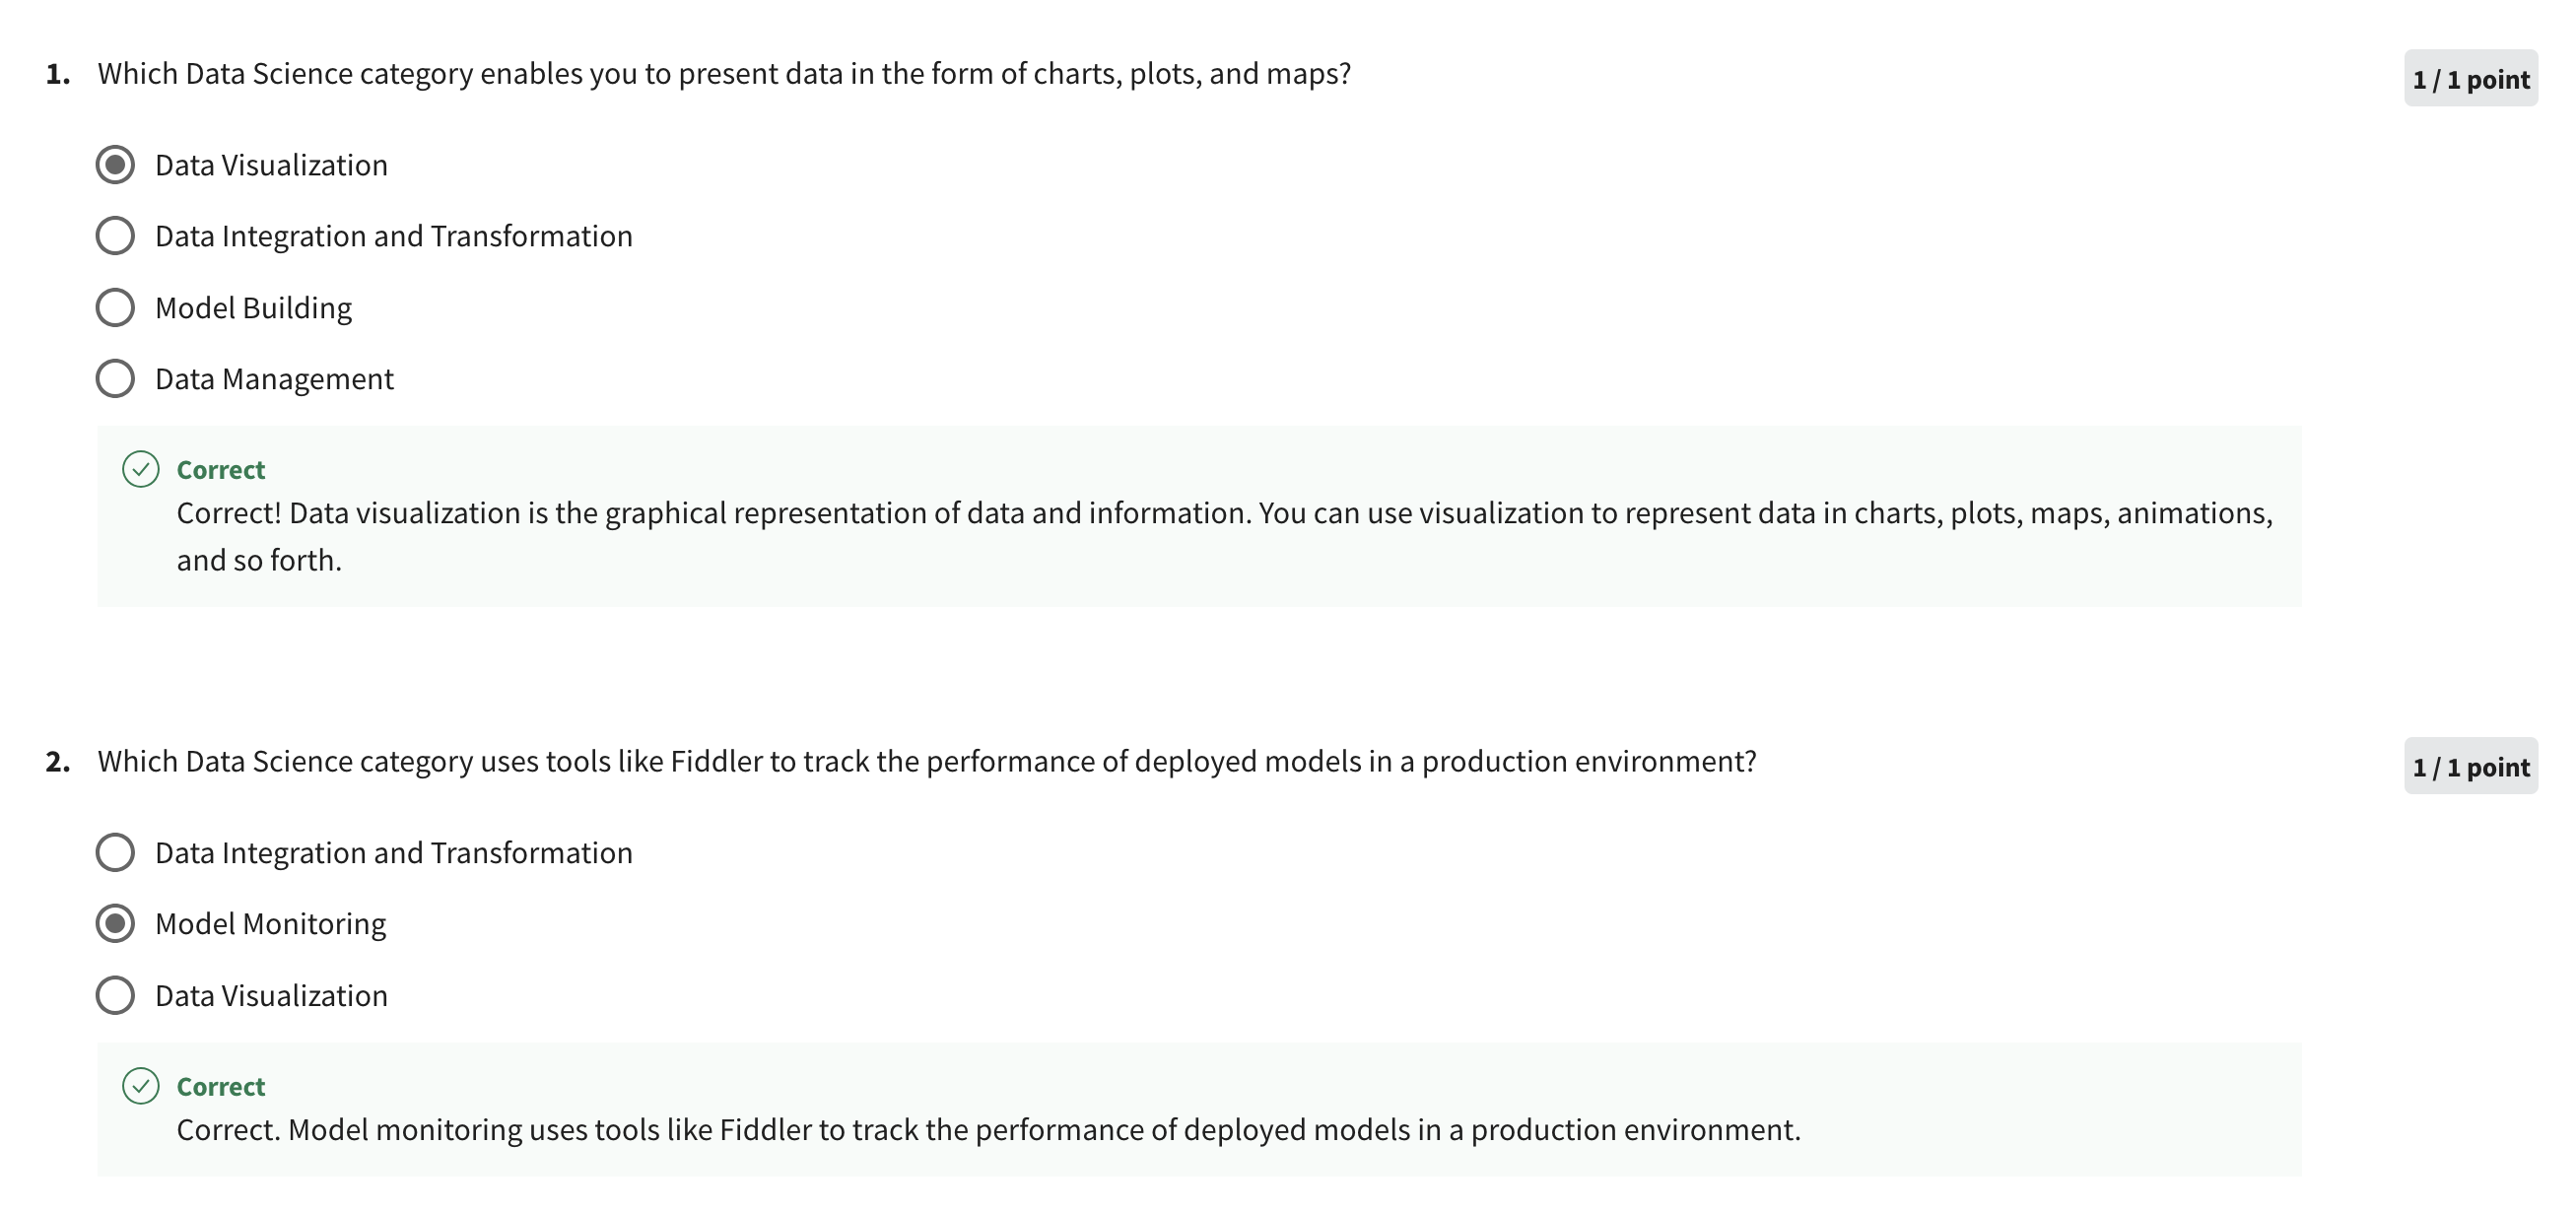 1. Which Data Science category enables you to present data in the form of charts, plots, and maps?
1 / 1 point
Data Visualization
Data Integration and Transformation
Model Building
Data Management
Correct
Correct! Data visualization is the graphical representation of data and information. You can use visualization to represent data in charts, plots, maps, animations,
and so forth.
2. Which Data Science category uses tools like Fiddler to track the performance of deployed models in a production environment?
1 / 1 point
Data Integration and Transformation
Model Monitoring
Data Visualization
Correct
Correct. Model monitoring uses tools like Fiddler to track the performance of deployed models in a production environment.